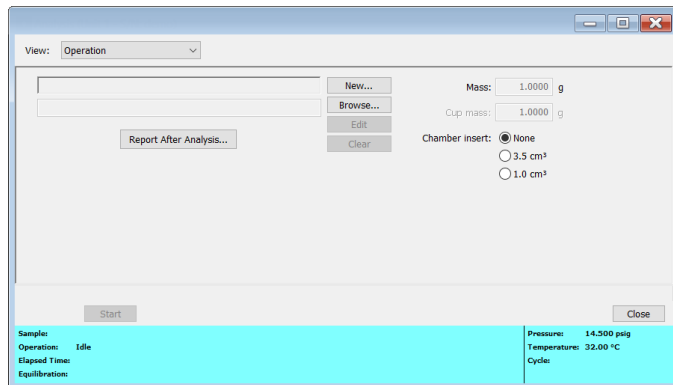 View: Operation
New...
Mass: 1.0000 g
Browse...
Cup mass: 1.0000 g
Edit
Report After Analysis...
Clear
Chamber insert: None
3.5 cm³
1.0 cm³
Start
Close
Sample:
Operation: Idle
Elapsed Time:
Equilibration:
Pressure: 14.500 psig
Temperature: 32.00 °C
Cycle: